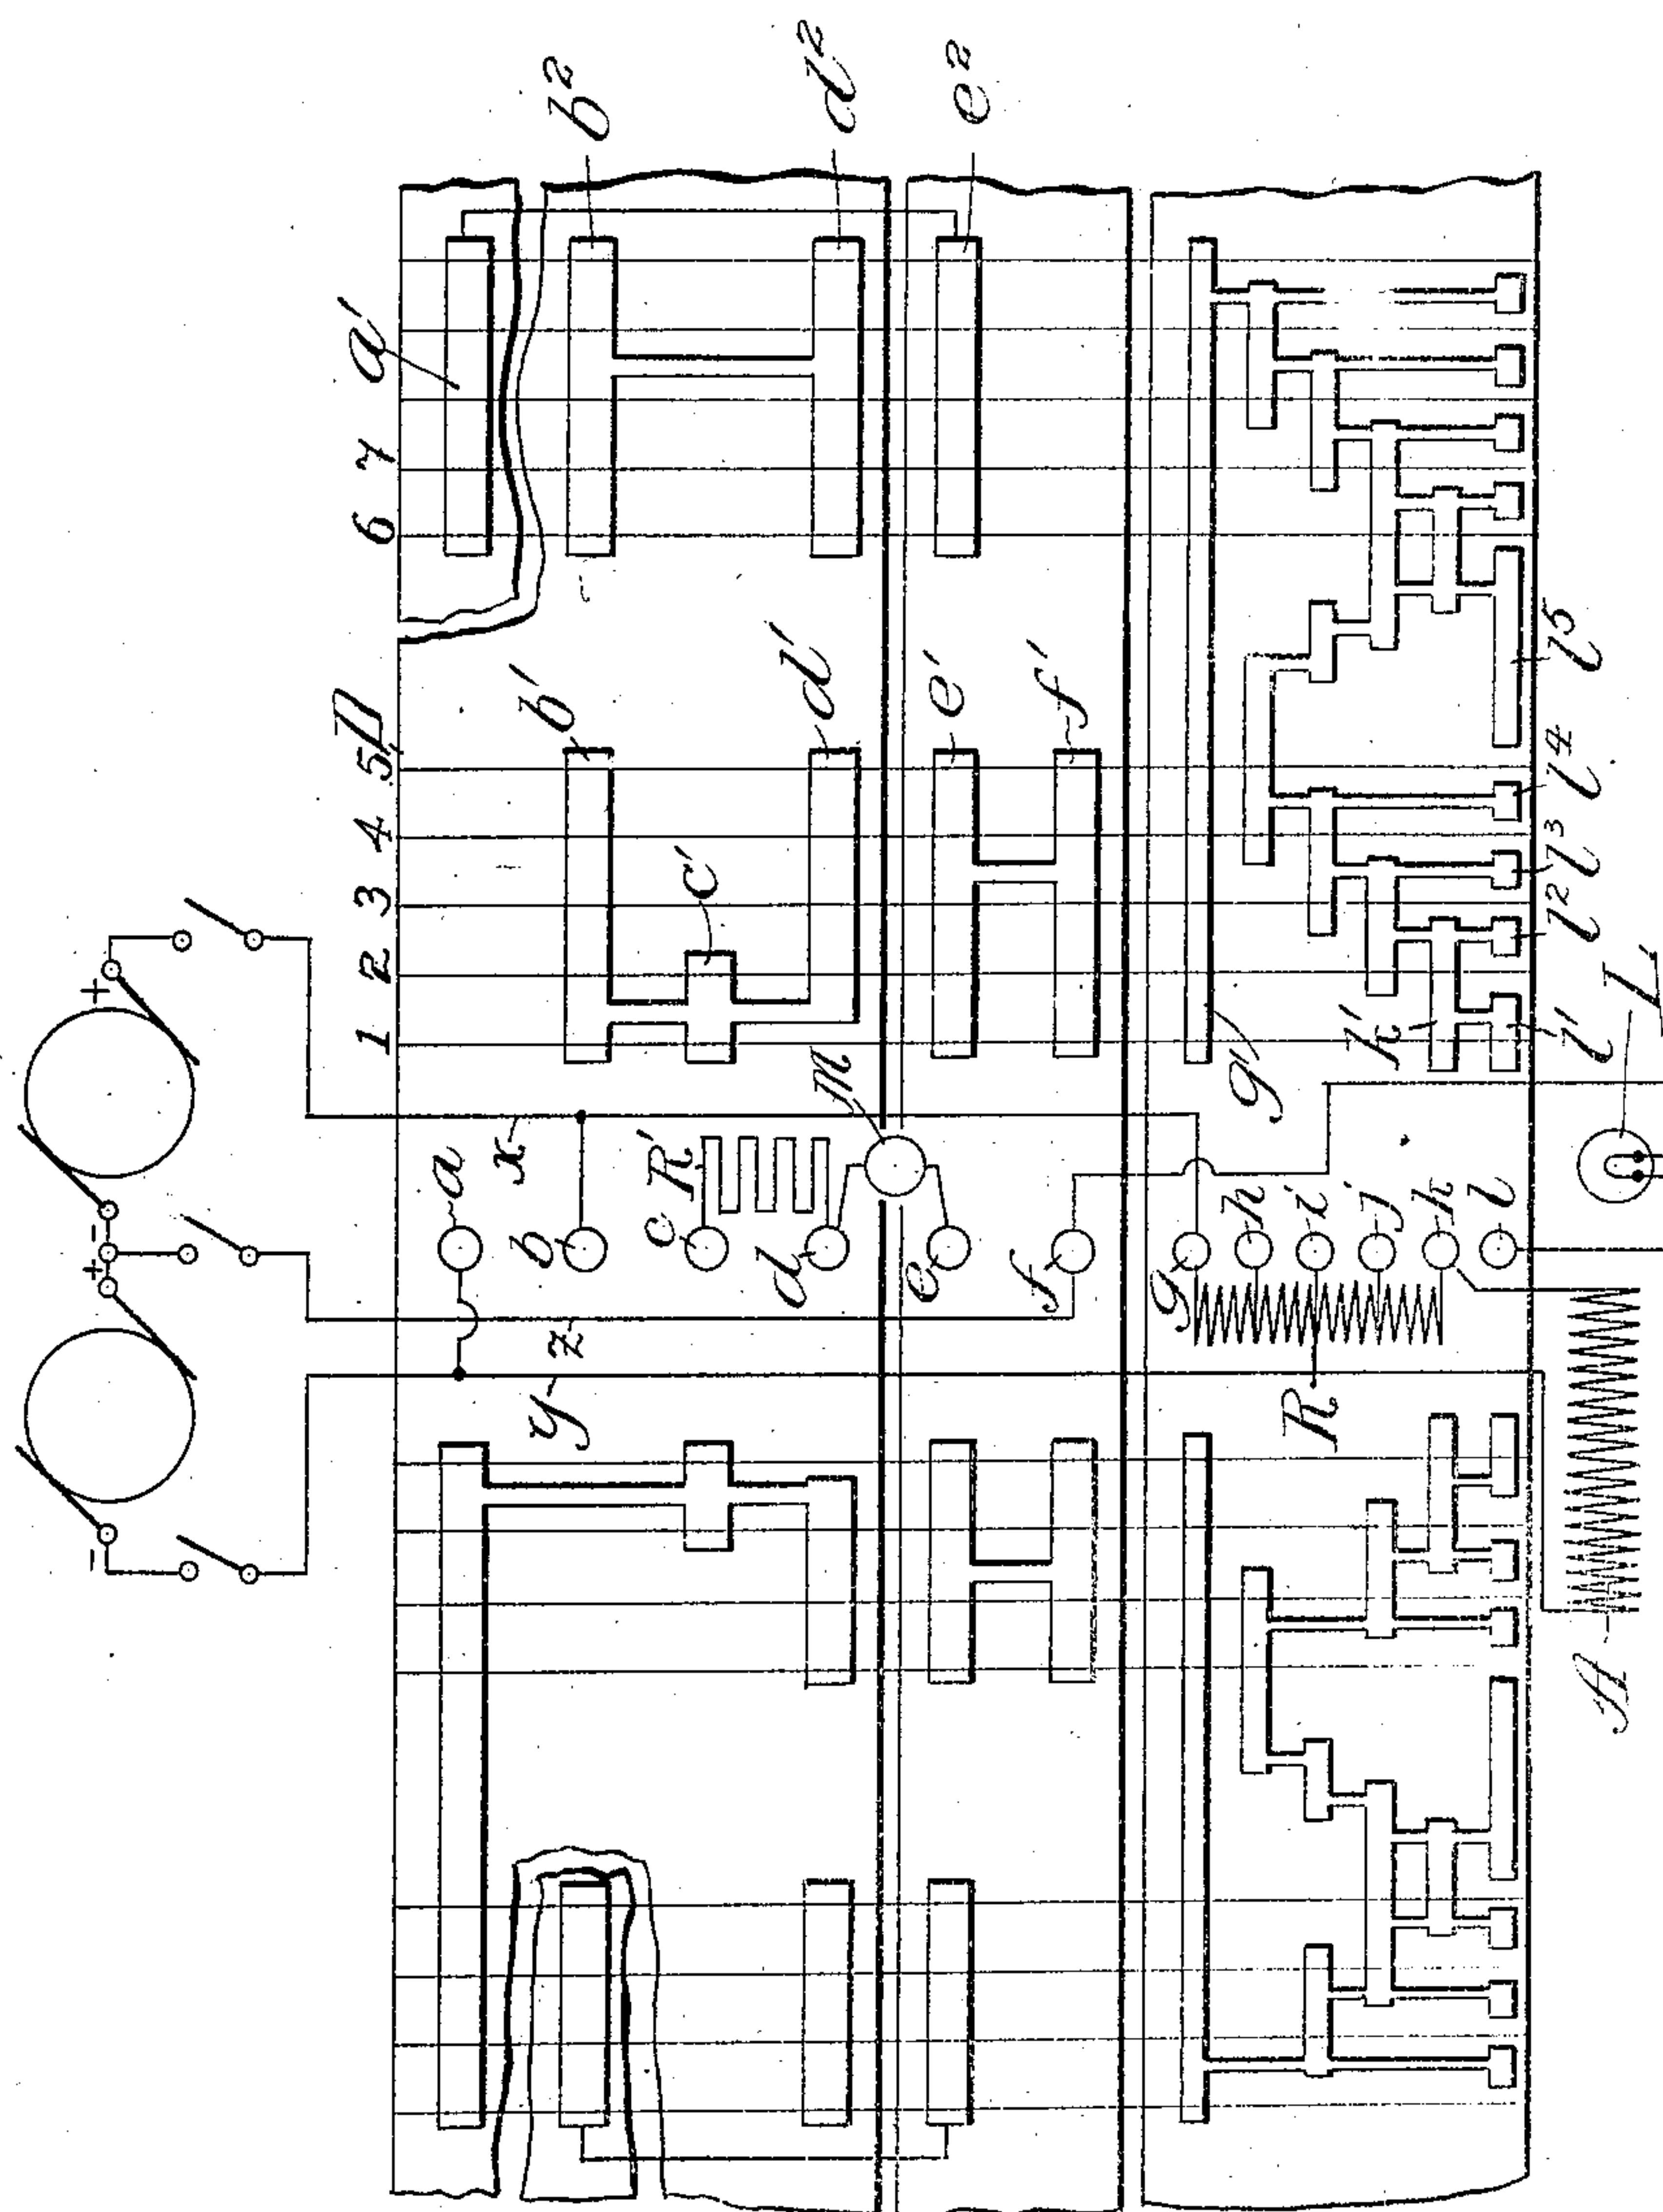 +
-
+
-
b²
d²
e²
a'
6
7
D
b'
d'
e'
f'
1
2
3
4
5
c'
g'
k'
l'
l²
l³
l⁴
l⁵
L
x
a
b
c
R'
d
M
e
f
z
y
g
h
i
j
k
l
R
A